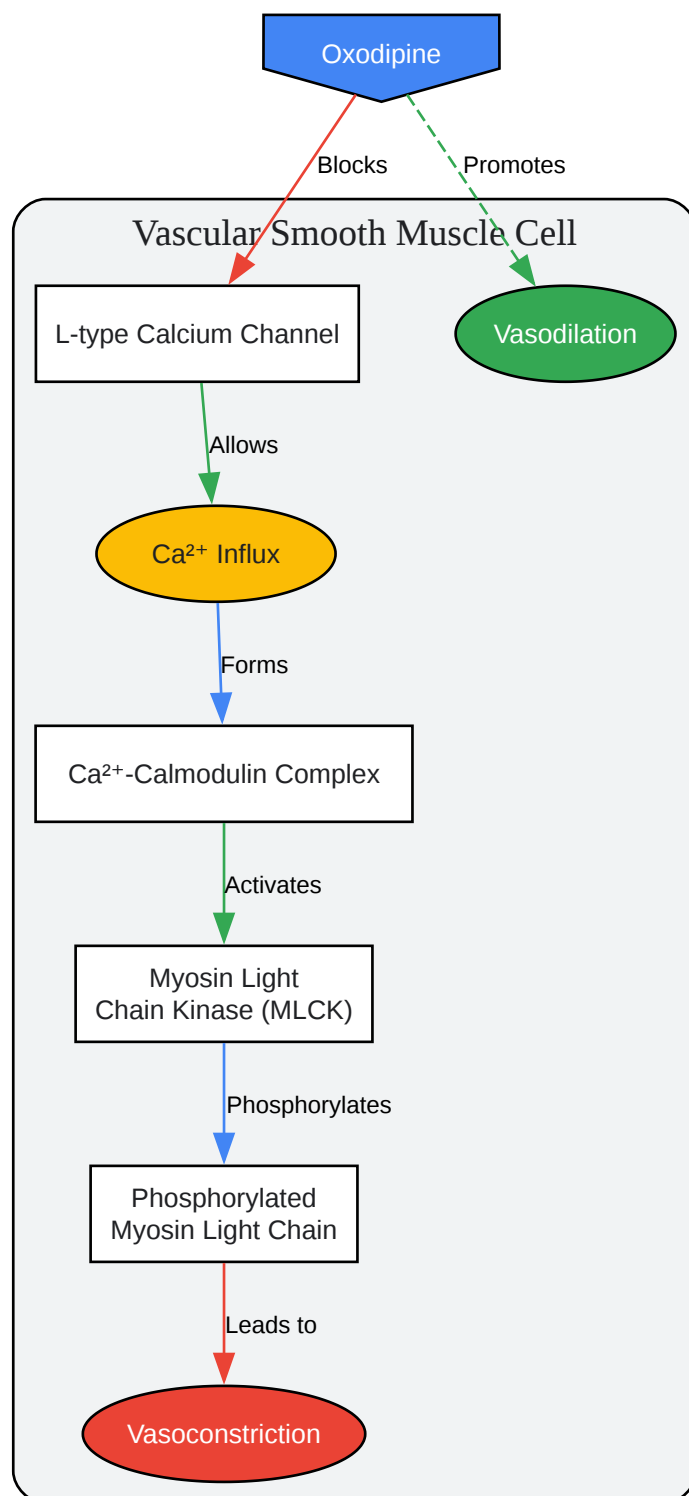 Oxodipine
Blocks
Promotes
Vascular Smooth Muscle Cell
L-type Calcium Channel
Vasodilation
Allows
Ca²⁺ Influx
Forms
Ca²⁺-Calmodulin Complex
Activates
Myosin Light
Chain Kinase (MLCK)
Phosphorylates
Phosphorylated
Myosin Light Chain
Leads to
Vasoconstriction